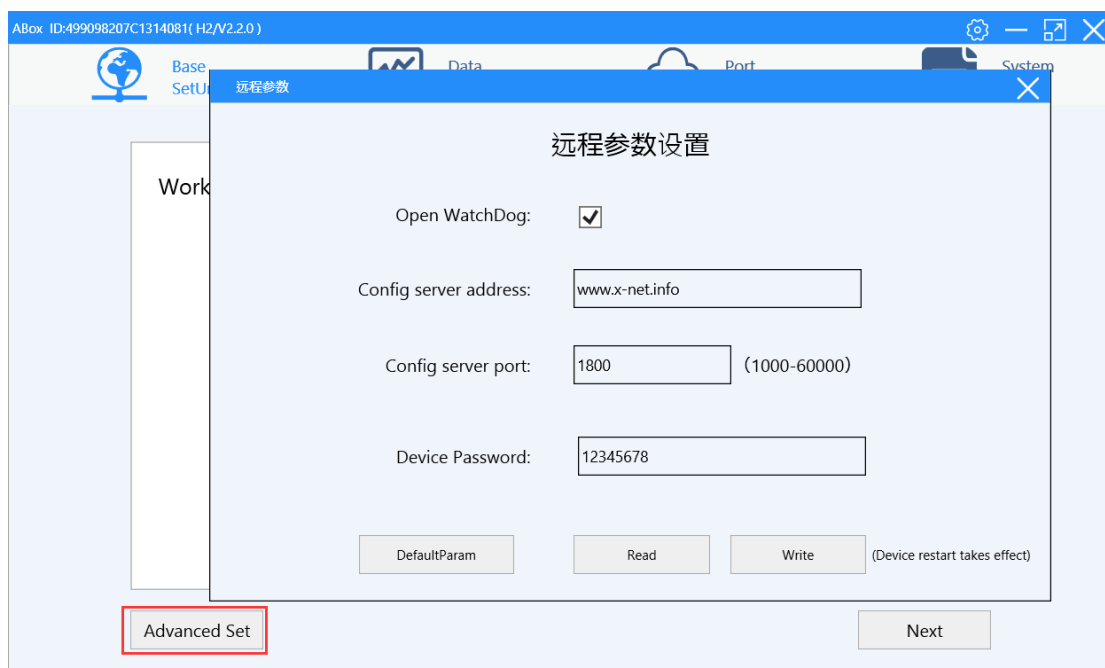 ABox ID:499098207C1314081( H2/V2.2.0 )
Base
SetU
Data
Port
System
远程参数
远程参数设置
Work
Open WatchDog:
Config server address: www.x-net.info
Config server port: 1800 (1000-60000)
Device Password: 12345678
DefaultParam Read Write (Device restart takes effect)
Advanced Set Next